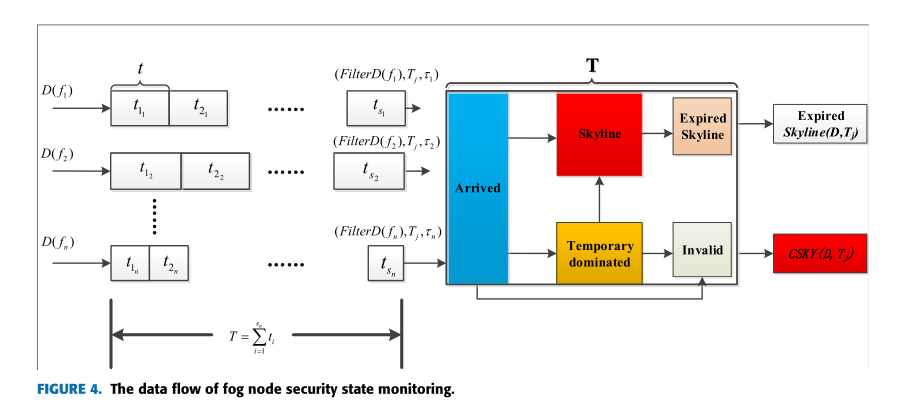 t
(FilterD(f₁),Tⱼ,τ₁)
T
D(f₁)
t₁₁ t₂₁ ...... tₛ₁
Expired Skyline
Skyline
Expired Skyline(D,Tⱼ)
D(f₂)
(FilterD(f₂),Tⱼ,τ₂)
t₁₂ t₂₂ ...... tₛ₂
Arrived
D(fₙ)
(FilterD(fₙ),Tⱼ,τₙ)
t₁ₙ t₂ₙ ...... tₛₙ
Temporary dominated
Invalid
CSKY(D, Tⱼ)
T = ∑ᵢ₌₁^{sₙ} tᵢ
FIGURE 4. The data flow of fog node security state monitoring.